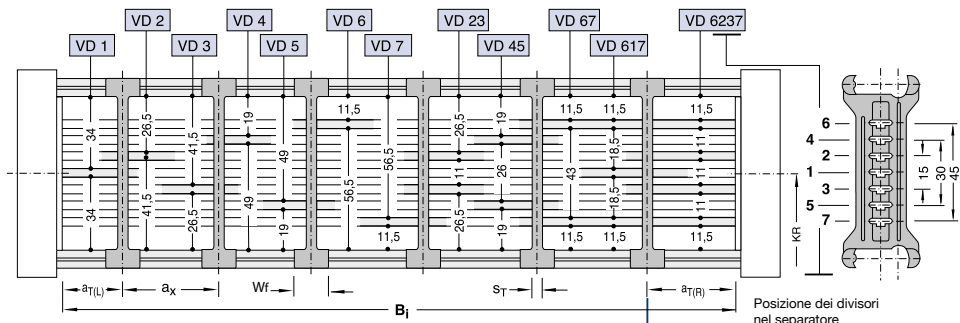 VD 1
VD 2
VD 3
VD 4
VD 5
VD 6
VD 7
VD 23
VD 45
VD 67
VD 617
VD 6237
34
34
26,5
41,5
41,5
26,5
19
49
49
19
11,5
56,5
56,5
11,5
26,5
11
26,5
19
26
19
11,5
43
11,5
11,5
18,5
18,5
11,5
11,5
11
11
11
11
11,5
KR
aT(L)
ax
Wf
sT
aT(R)
Bi
6
4
2
1
3
5
7
15
30
45
Posizione dei divisori
nel separatore